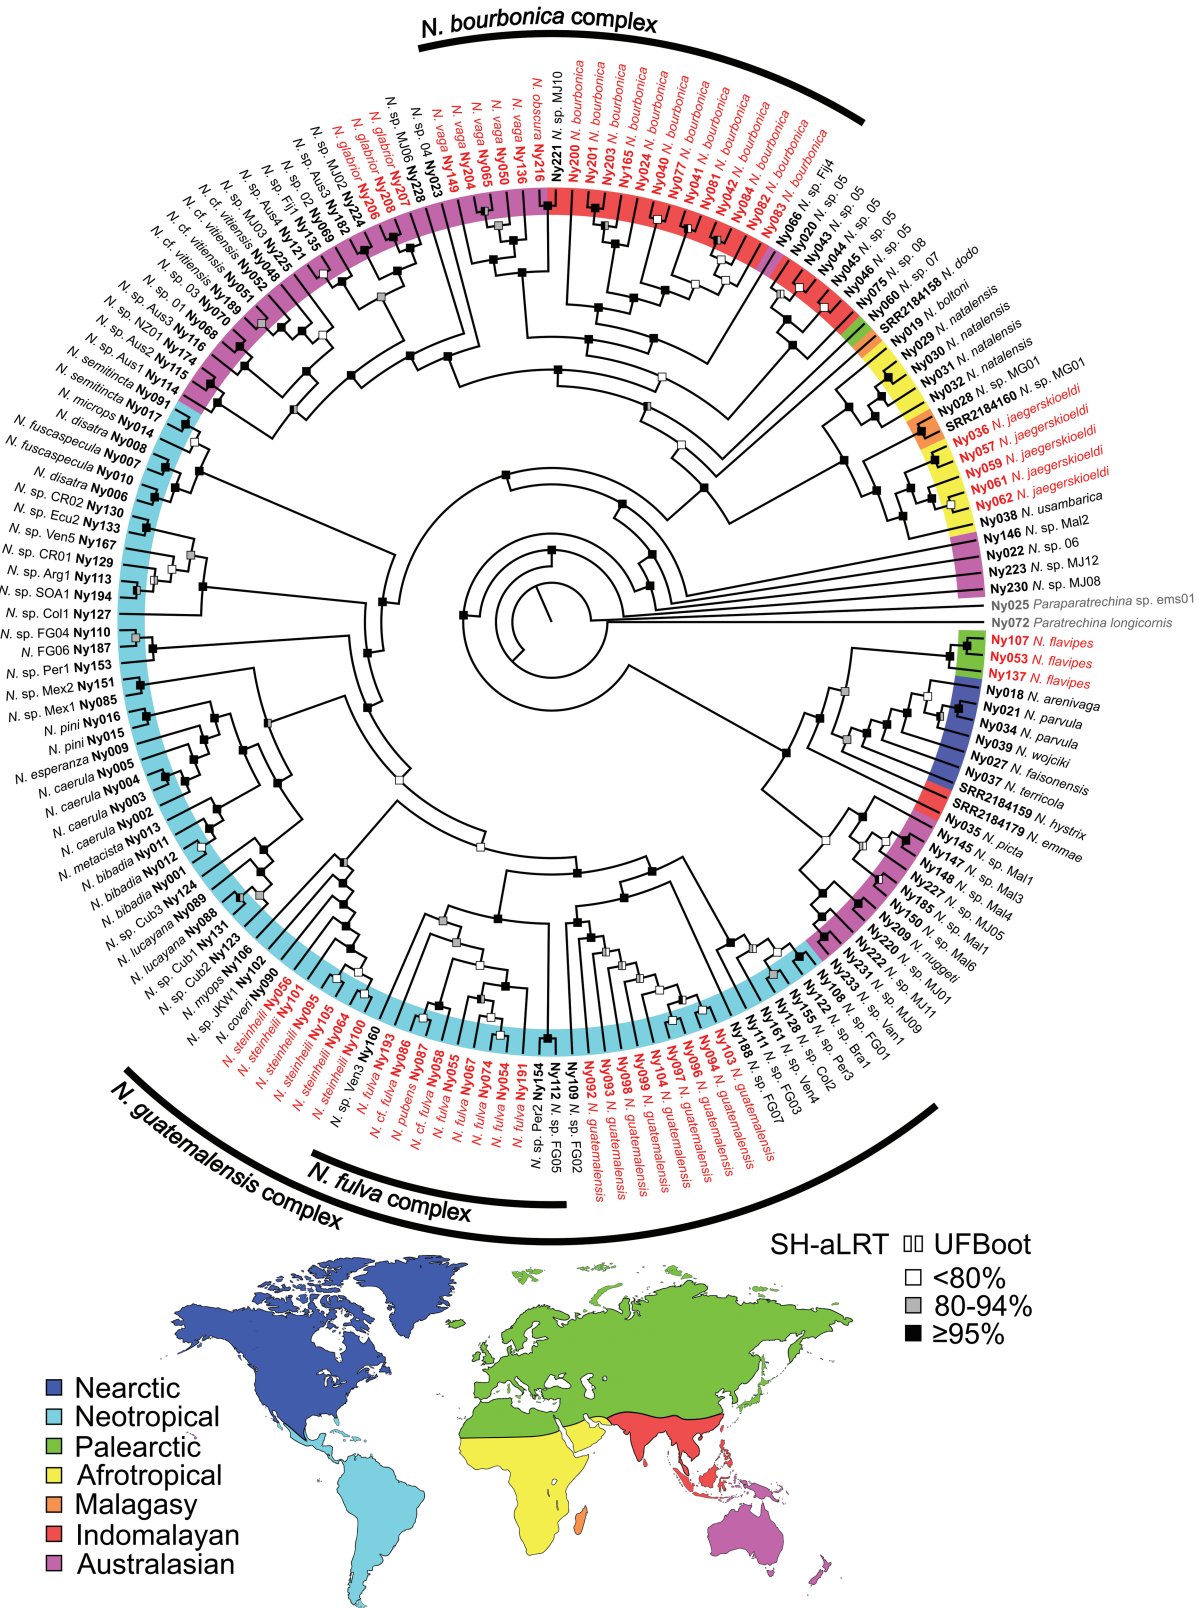 N. bourbonica complex
N. obscura Ny216
Ny221 N. sp. MJ10
Ny200 N. bourbonica
Ny201 N. bourbonica
Ny203 N. bourbonica
Ny165 N. bourbonica
Ny024 N. bourbonica
Ny040 N. bourbonica
Ny077 N. bourbonica
Ny041 N. bourbonica
Ny081 N. bourbonica
Ny042 N. bourbonica
Ny084 N. bourbonica
Ny082 N. bourbonica
Ny083 N. bourbonica
Ny066 N. sp. Fij4
Ny020 N. sp. 05
Ny043 N. sp. 05
Ny044 N. sp. 05
Ny045 N. sp. 05
Ny046 N. sp. 05
Ny075 N. sp. 08
Ny060 N. sp. 07
SRR2184158 N. dodo
Ny019 N. boltoni
Ny029 N. natalensis
Ny030 N. natalensis
Ny031 N. natalensis
Ny032 N. natalensis
Ny028 N. sp. MG01
SRR2184160 N. sp. MG01
Ny036 N. jaegerskioeldi
Ny057 N. jaegerskioeldi
Ny059 N. jaegerskioeldi
Ny061 N. jaegerskioeldi
Ny062 N. jaegerskioeldi
Ny038 N. usambarica
Ny146 N. sp. Mal2
Ny022 N. sp. 06
Ny223 N. sp. MJ12
Ny230 N. sp. MJ08
Ny025 Paraparatrechina sp. ems01
Ny072 Paratrechina longicornis
Ny107 N. flavipes
Ny053 N. flavipes
Ny137 N. flavipes
Ny018 N. arenivaga
Ny021 N. parvula
Ny034 N. parvula
Ny039 N. wojciki
Ny027 N. faisonensis
Ny037 N. terricola
SRR2184159 N. hystrix
SRR2184179 N. emmae
Ny035 N. picta
Ny145 N. sp. Mal1
Ny147 N. sp. Mal3
Ny148 N. sp. Mal4
Ny227 N. sp. MJ05
Ny185 N. sp. Mal1
Ny150 N. sp. Mal6
Ny209 N. nuggeti
Ny220 N. sp. MJ01
Ny222 N. sp. MJ11
Ny231 N. sp. MJ09
Ny233 N. sp. Van1
Ny108 N. sp. FG01
Ny122 N. sp. Bra1
Ny155 N. sp. Per3
Ny128 N. sp. Col2
Ny161 N. sp. Ven4
Ny111 N. sp. FG03
Ny188 N. sp. FG07
Ny103 N. guatemalensis
Ny094 N. guatemalensis
Ny096 N. guatemalensis
Ny097 N. guatemalensis
Ny104 N. guatemalensis
Ny099 N. guatemalensis
Ny098 N. guatemalensis
Ny093 N. guatemalensis
Ny092 N. guatemalensis
Ny109 N. sp. FG02
Ny112 N. sp. FG05
N. sp. Per2 Ny154
N. fulva Ny191
N. fulva Ny054
N. fulva Ny074
N. fulva Ny067
N. fulva Ny055
N. cf. fulva Ny058
N. pubens Ny087
N. cf. fulva Ny086
N. fulva Ny193
N. sp. Ven3 Ny160
N. steinheili Ny100
N. steinheili Ny064
N. steinheili Ny105
N. steinheili Ny095
N. steinheili Ny101
N. steinheili Ny056
N. coveri Ny090
N. sp. JKW1 Ny102
N. myops Ny106
N. sp. Cub2 Ny123
N. sp. Cub1 Ny131
N. lucayana Ny088
N. lucayana Ny089
N. sp. Cub3 Ny124
N. bibadia Ny001
N. bibadia Ny012
N. bibadia Ny011
N. metacista Ny013
N. caerula Ny002
N. caerula Ny003
N. caerula Ny004
N. caerula Ny005
N. esperanza Ny009
N. pini Ny015
N. pini Ny016
N. sp. Mex1 Ny085
N. sp. Mex2 Ny151
N. sp. Per1 Ny153
N. FG06 Ny187
N. sp. FG04 Ny110
N. sp. Col1 Ny127
N. sp. SOA1 Ny194
N. sp. Arg1 Ny113
N. sp. CR01 Ny129
N. sp. Ven5 Ny167
N. sp. Ecu2 Ny133
N. sp. CR02 Ny130
N. disatra Ny006
N. fuscaspecula Ny010
N. fuscaspecula Ny007
N. disatra Ny008
N. microps Ny014
N. semitincta Ny017
N. semitincta Ny091
N. sp. Aus1 Ny114
N. sp. Aus2 Ny115
N. sp. NZ01 Ny174
N. sp. Aus3 Ny116
N. sp. 01 Ny068
N. sp. 03 Ny070
N. cf. vitiensis Ny189
N. cf. vitiensis Ny051
N. cf. vitiensis Ny052
N. cf. vitiensis Ny048
N. sp. MJ03 Ny225
N. sp. Aus4 Ny121
N. sp. Fij1 Ny135
N. sp. 02 Ny069
N. sp. Aus3 Ny182
N. sp. MJ02 Ny224
N. glabrior Ny206
N. glabrior Ny208
N. glabrior Ny207
N. sp. MJ06 Ny228
N. sp. 04 Ny023
N. vaga Ny149
N. vaga Ny204
N. vaga Ny065
N. vaga Ny050
N. vaga Ny136
N. guatemalensis complex
N. fulva complex
SH-aLRT UFBoot
<80%
80-94%
≥95%
Nearctic
Neotropical
Palearctic
Afrotropical
Malagasy
Indomalayan
Australasian